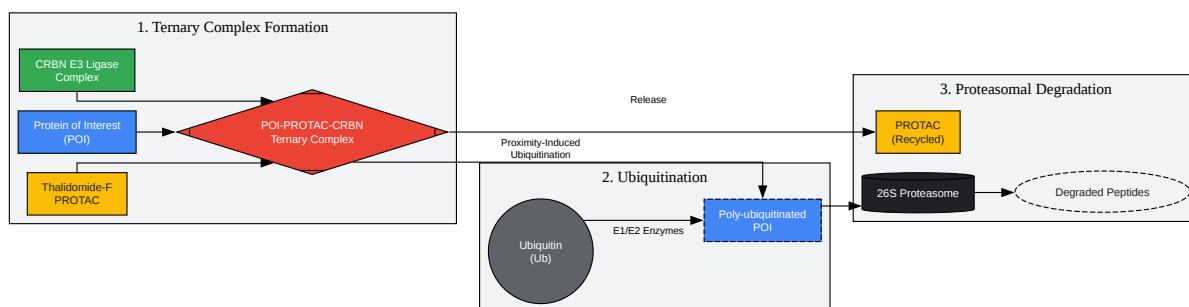 1. Ternary Complex Formation
CRBN E3 Ligase
Complex
Protein of Interest
(POI)
Thalidomide-F
PROTAC
POI-PROTAC-CRBN
Ternary Complex
Release
Proximity-Induced
Ubiquitination
2. Ubiquitination
Ubiquitin
(Ub)
E1/E2 Enzymes
Poly-ubiquitinated
POI
3. Proteasomal Degradation
PROTAC
(Recycled)
26S Proteasome
Degraded Peptides